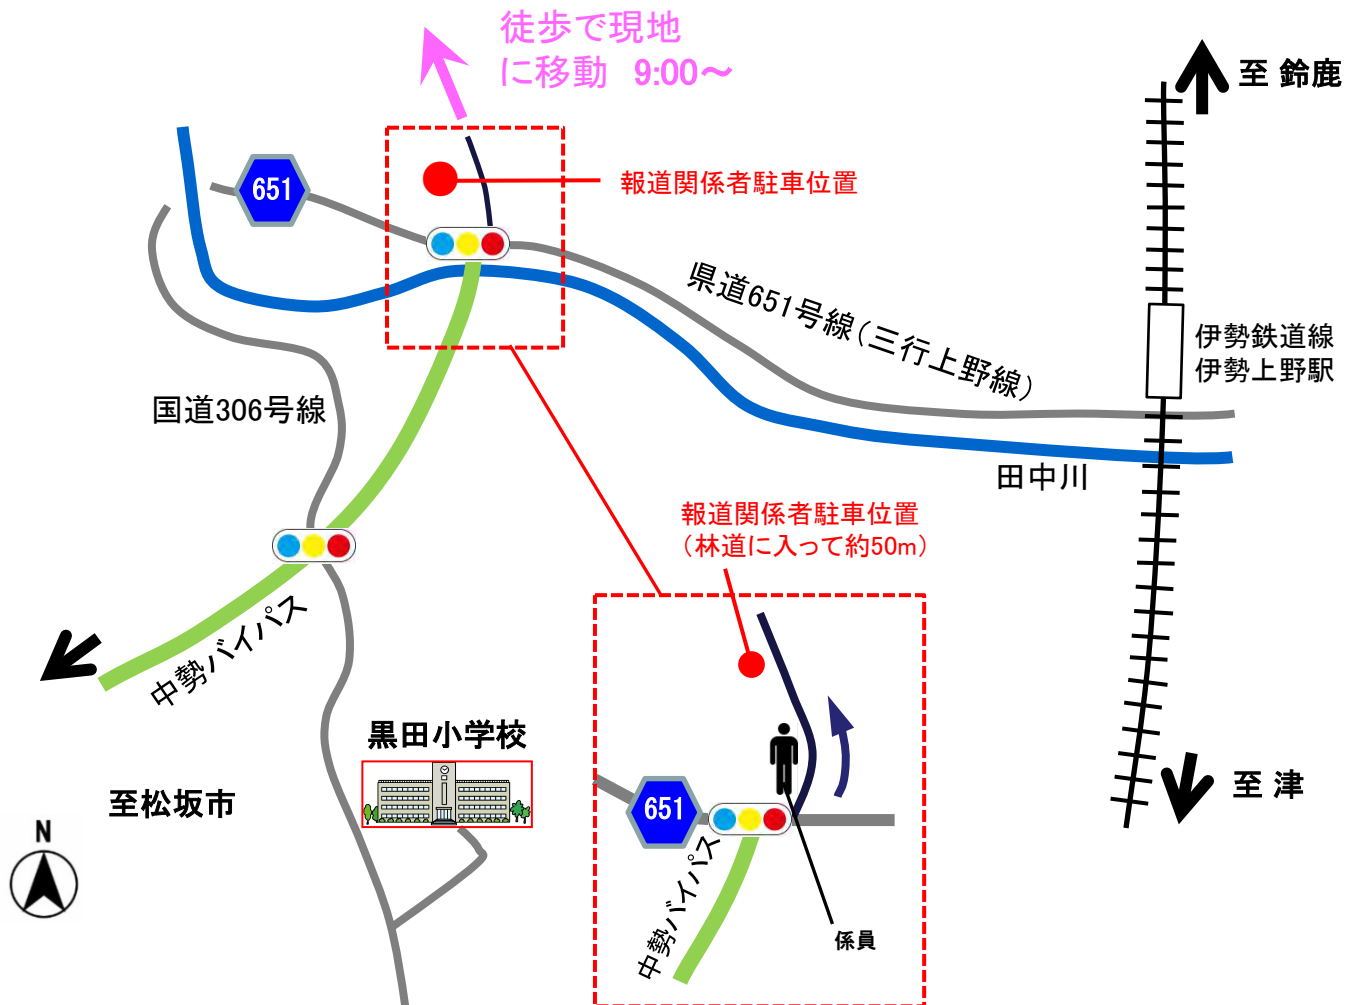 徒歩で現地
に移動　9:00～
至 鈴鹿
651
報道関係者駐車位置
県道651号線（三行上野線）
伊勢鉄道線
伊勢上野駅
国道306号線
田中川
報道関係者駐車位置
（林道に入って約50m）
中勢バイパス
黒田小学校
至松坂市
至 津
N
651
中勢バイパス
係員